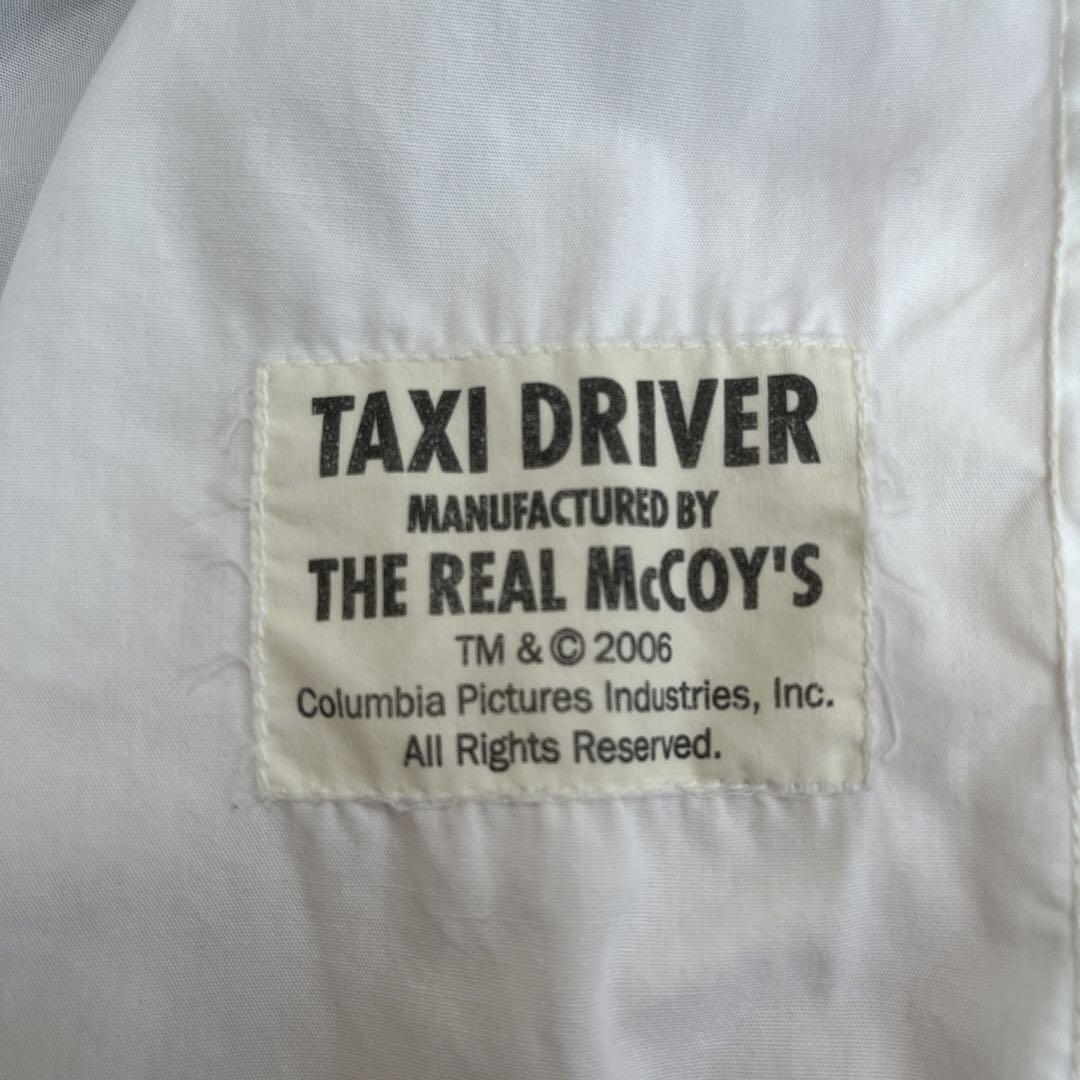 TAXI DRIVER
MANUFACTURED BY
THE REAL McCOY'S
TM & © 2006
Columbia Pictures Industries, Inc.
All Rights Reserved.